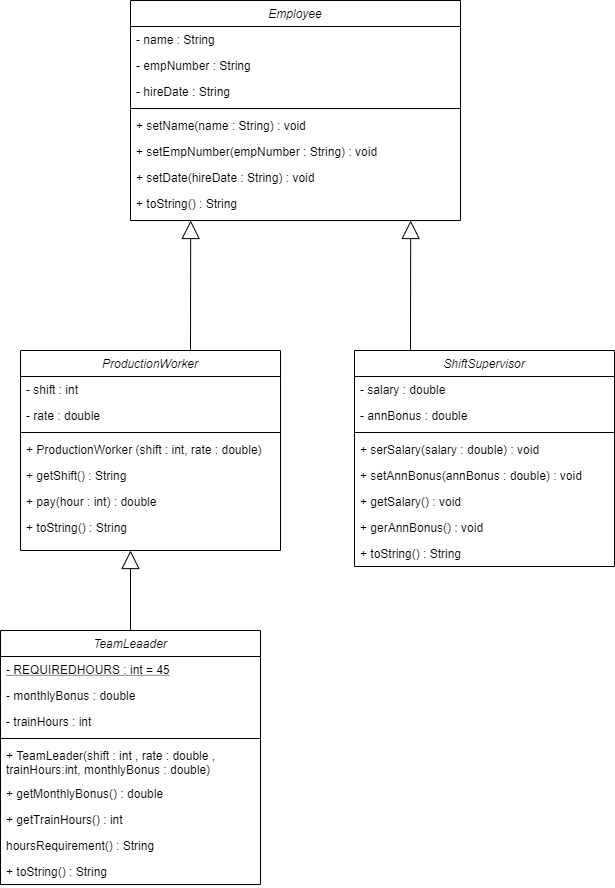 Employee
- name : String
- empNumber : String
- hireDate : String
+ setName(name : String) : void
+ setEmpNumber(empNumber : String) : void
+ setDate(hireDate : String) : void
+ toString() : String
ProductionWorker
- shift : int
- rate : double
+ ProductionWorker (shift : int, rate : double)
+ getShift() : String
+ pay(hour : int) : double
+ toString() : String
ShiftSupervisor
- salary : double
- annBonus : double
+ serSalary(salary : double) : void
+ setAnnBonus(annBonus : double) : void
+ getSalary() : void
+ gerAnnBonus() : void
+ toString() : String
TeamLeaader
- REQUIREDHOURS : int = 45
- monthlyBonus : double
- trainHours : int
+ TeamLeader(shift : int , rate : double ,
trainHours:int, monthlyBonus : double)
+ getMonthlyBonus() : double
+ getTrainHours() : int
hoursRequirement() : String
+ toString() : String